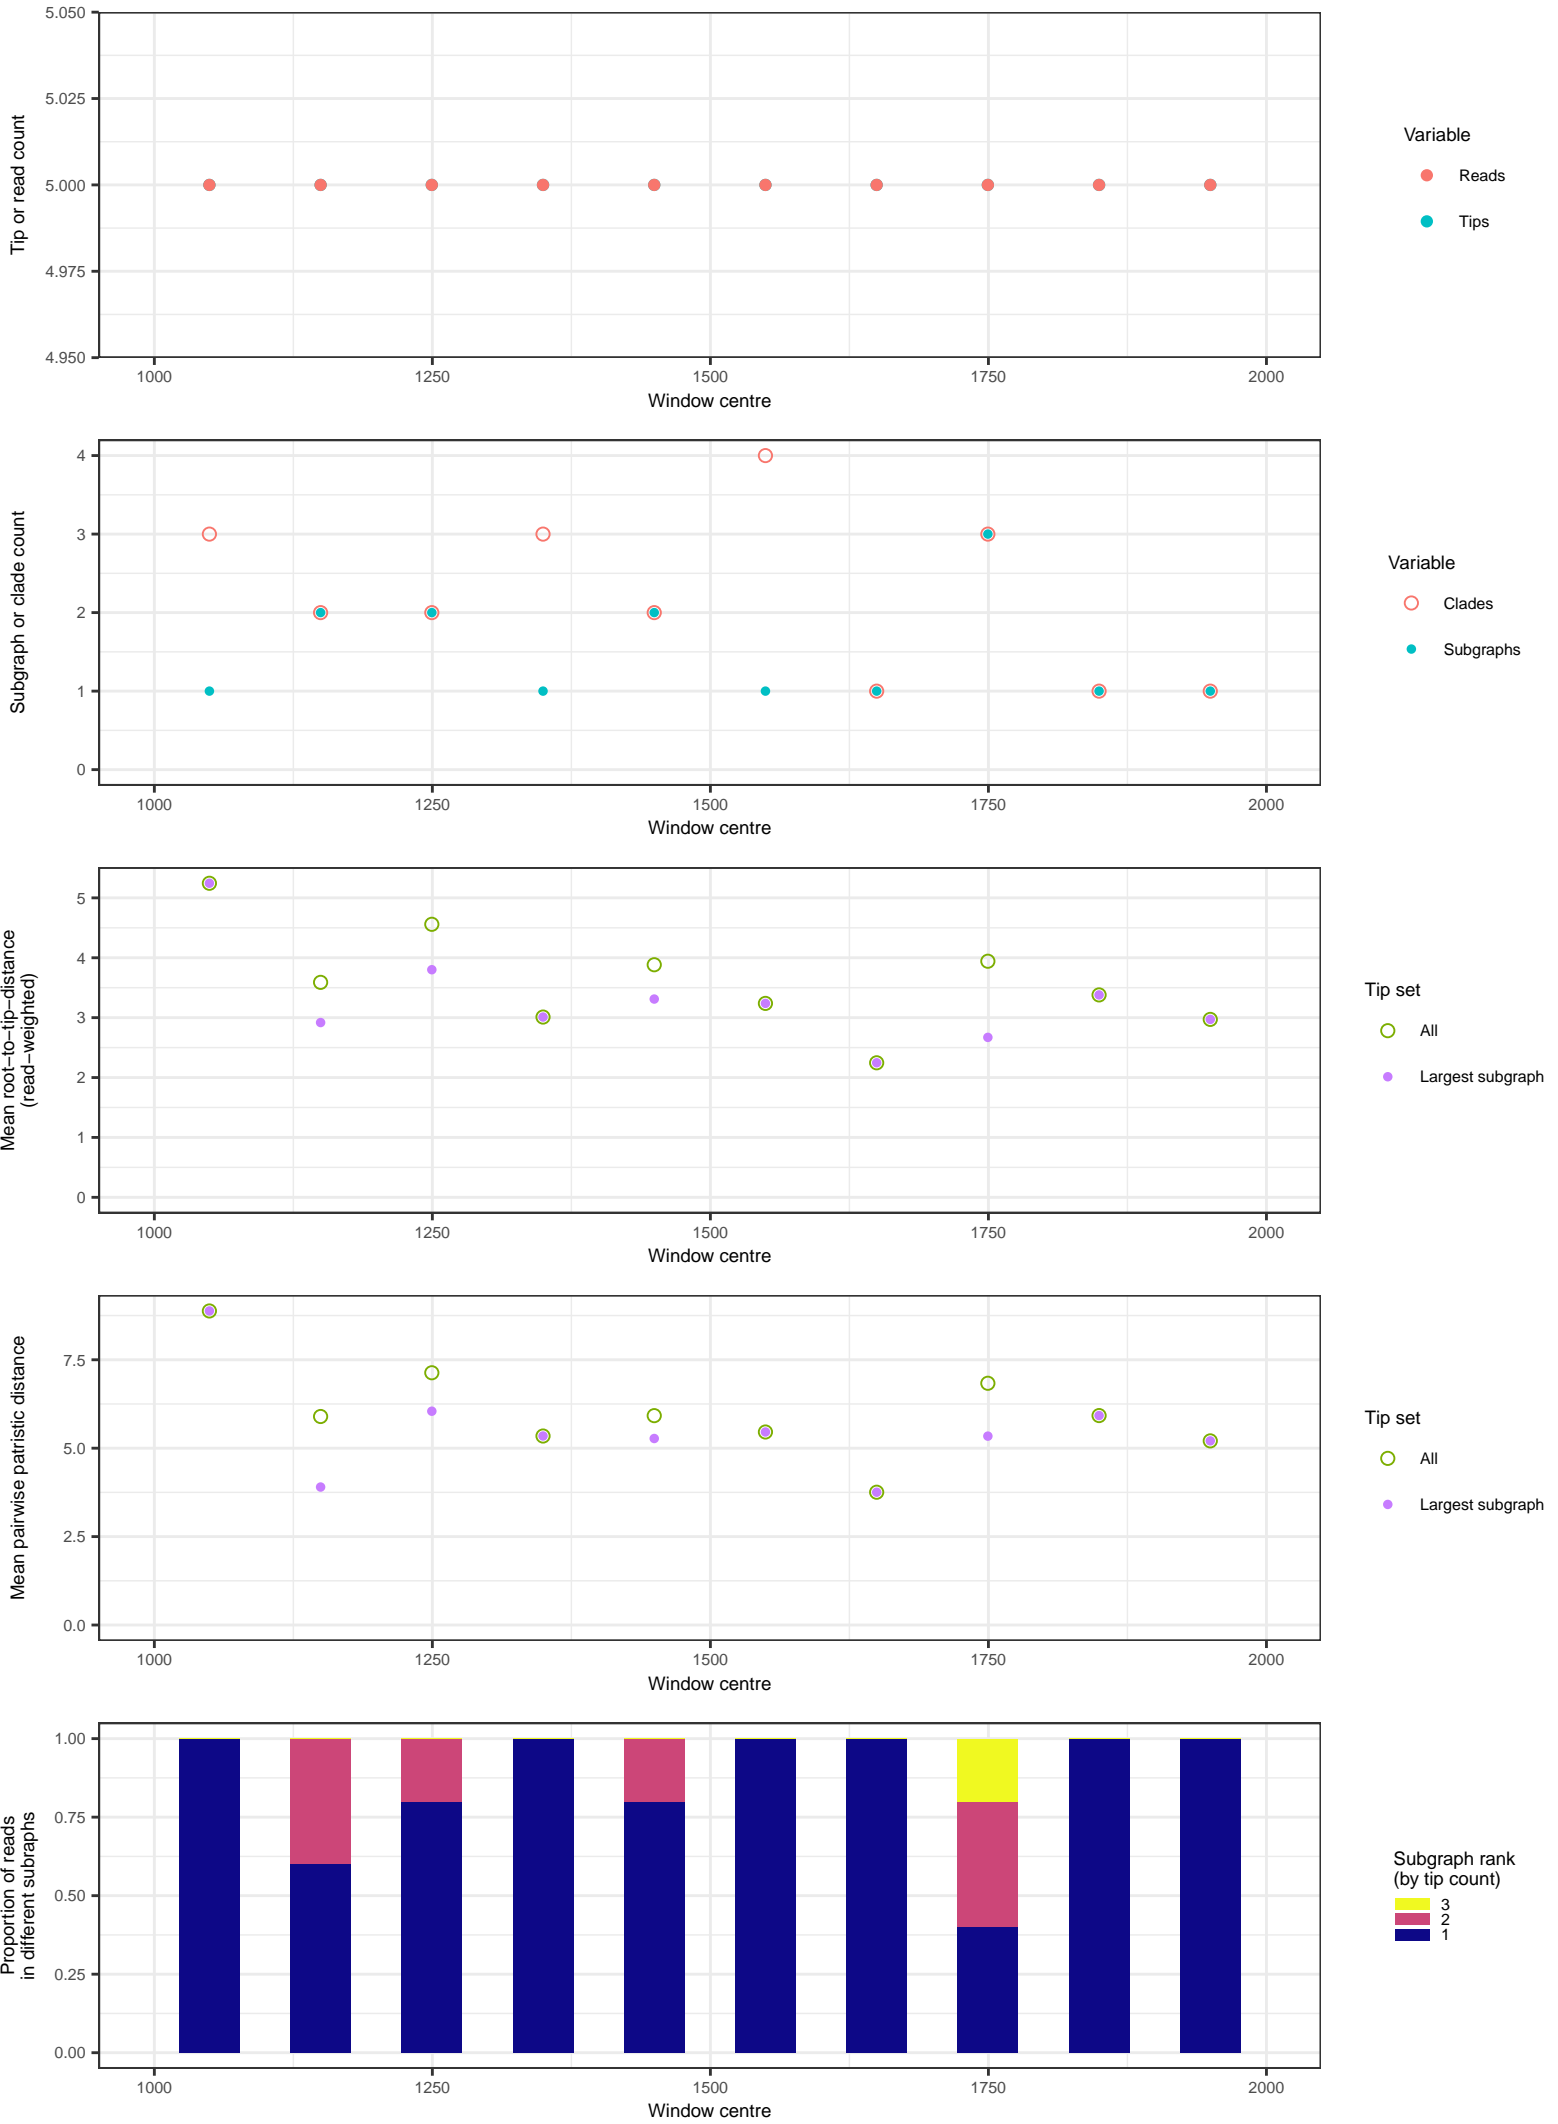 5.050
5.025
5.000
4.975
4.950
Tip or read count
1000 1250 1500 1750 2000
Window centre
Variable
Reads
Tips
4
3
2
1
0
Subgraph or clade count
1000 1250 1500 1750 2000
Window centre
Variable
Clades
Subgraphs
5
4
3
2
1
0
Mean root−to−tip−distance
(read−weighted)
1000 1250 1500 1750 2000
Window centre
Tip set
All
Largest subgraph
7.5
5.0
2.5
0.0
Mean pairwise patristic distance
1000 1250 1500 1750 2000
Window centre
Tip set
All
Largest subgraph
1.00
0.75
0.50
0.25
0.00
Proportion of reads
in different subraphs
1000 1250 1500 1750 2000
Window centre
Subgraph rank
(by tip count)
3
2
1